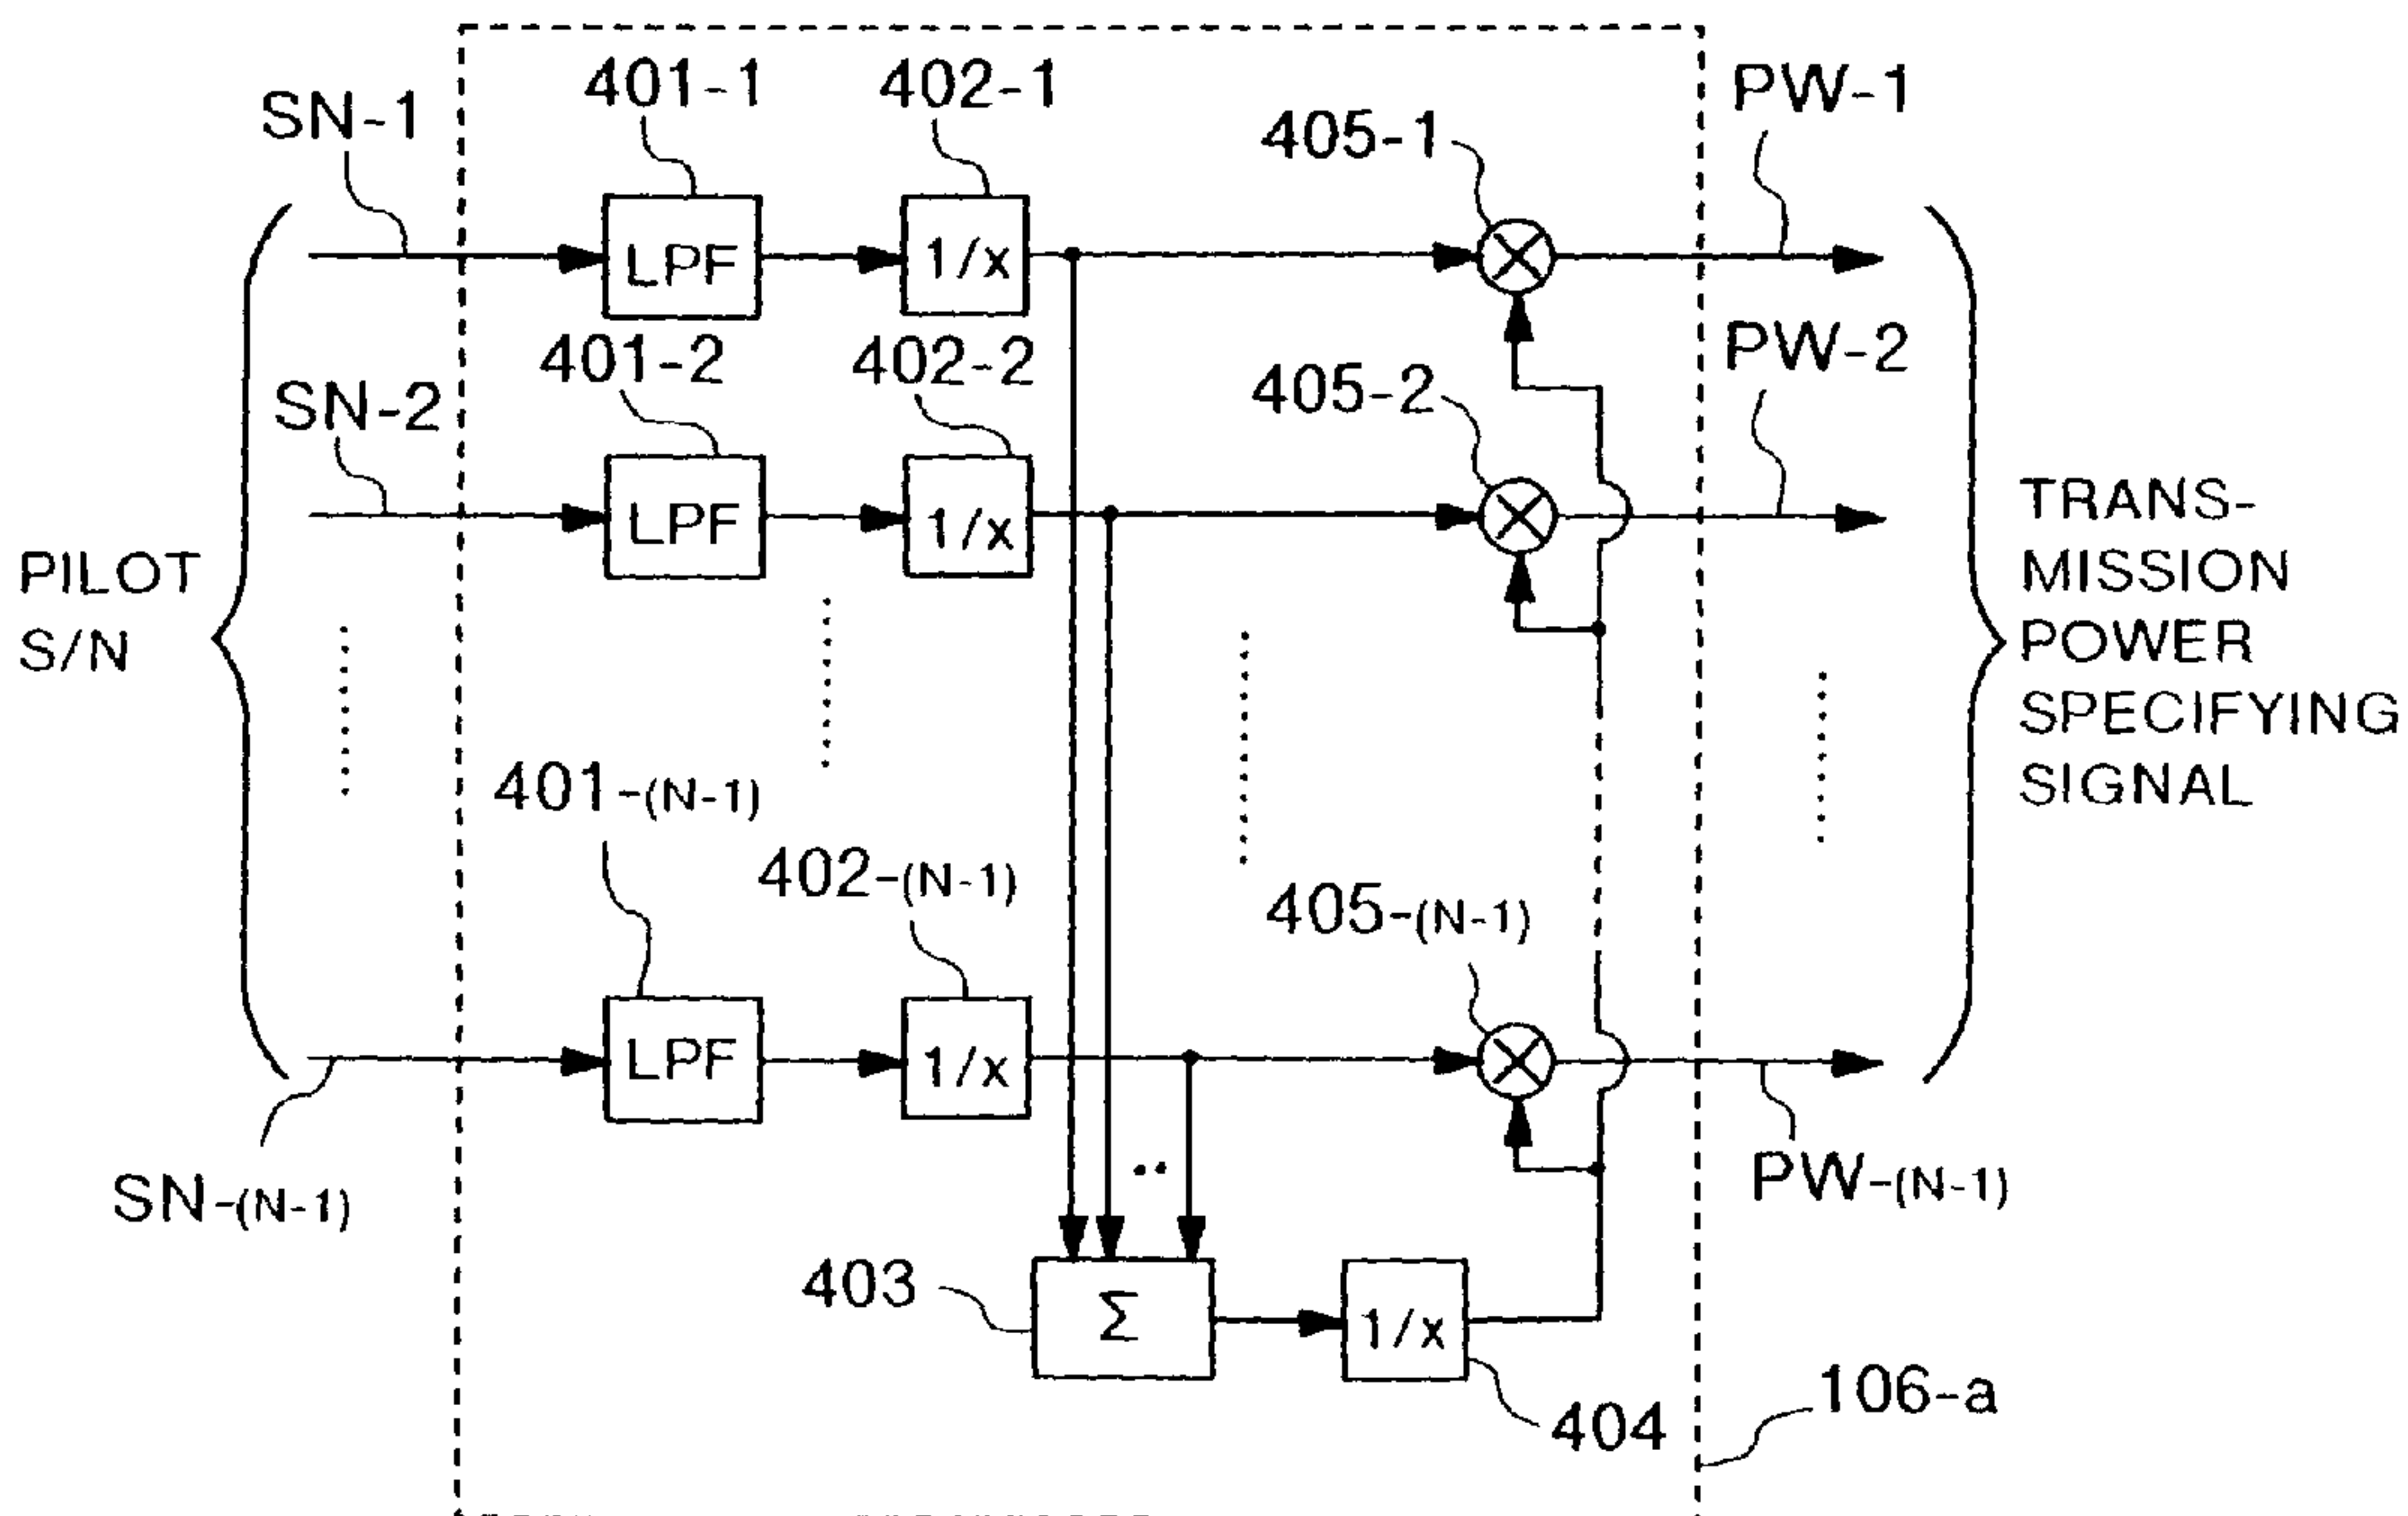 401-1
402-1
PW-1
SN-1
405-1
LPF
1/x
401-2
402-2
PW-2
SN-2
405-2
LPF
1/x
PILOT
S/N
TRANS-
MISSION
POWER
SPECIFYING
SIGNAL
401-(N-1)
402-(N-1)
405-(N-1)
LPF
1/x
SN-(N-1)
PW-(N-1)
403
Σ
1/x
404
106-a